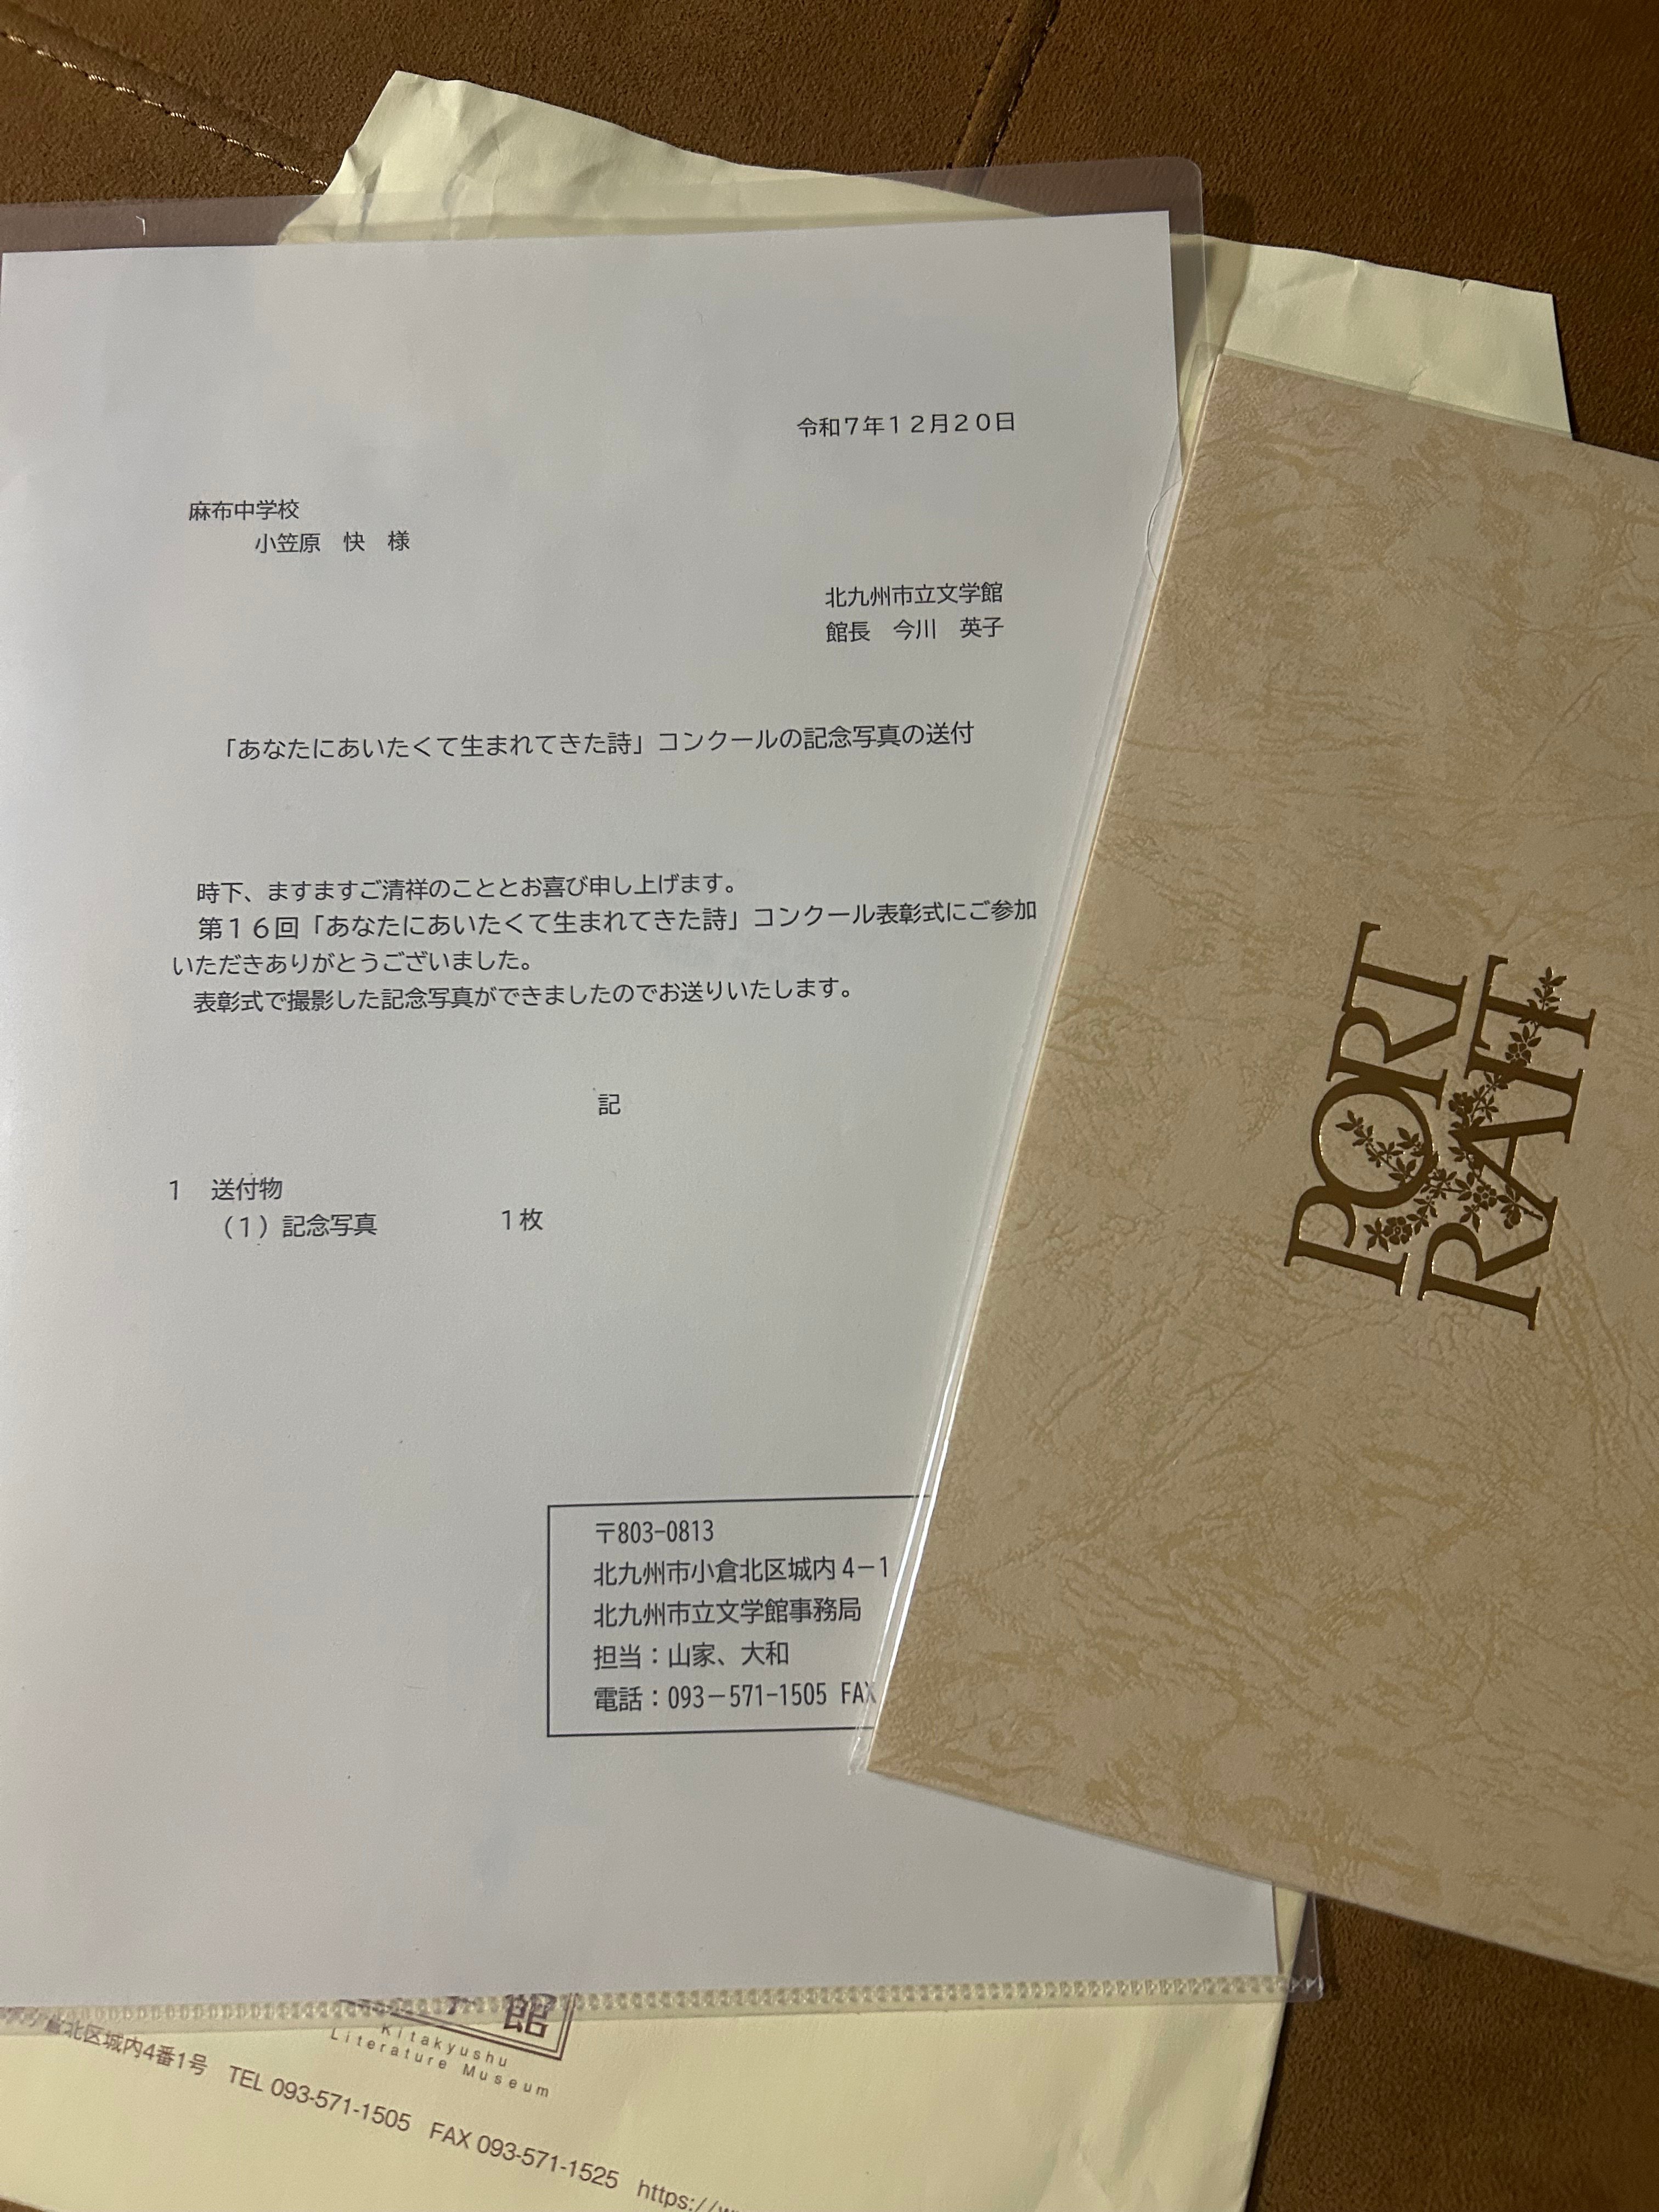 令和７年１２月２０日
麻布中学校
小笠原　快　様
北九州市立文学館
館長　今川　英子
「あなたにあいたくて生まれてきた詩」コンクールの記念写真の送付
時下、ますますご清祥のこととお喜び申し上げます。
第１６回「あなたにあいたくて生まれてきた詩」コンクール表彰式にご参加
いただきありがとうございました。
表彰式で撮影した記念写真ができましたのでお送りいたします。
記
１　送付物
（１）記念写真　　　　　１枚
〒803-0813
北九州市小倉北区城内４－１
北九州市立文学館事務局
担当：山家、大和
電話：093－571-1505 FAX
PORT
RAIT
館
Kitakyushu
Literature Museum
倉北区城内4番1号　TEL 093-571-1505　FAX 093-571-1525　https://w